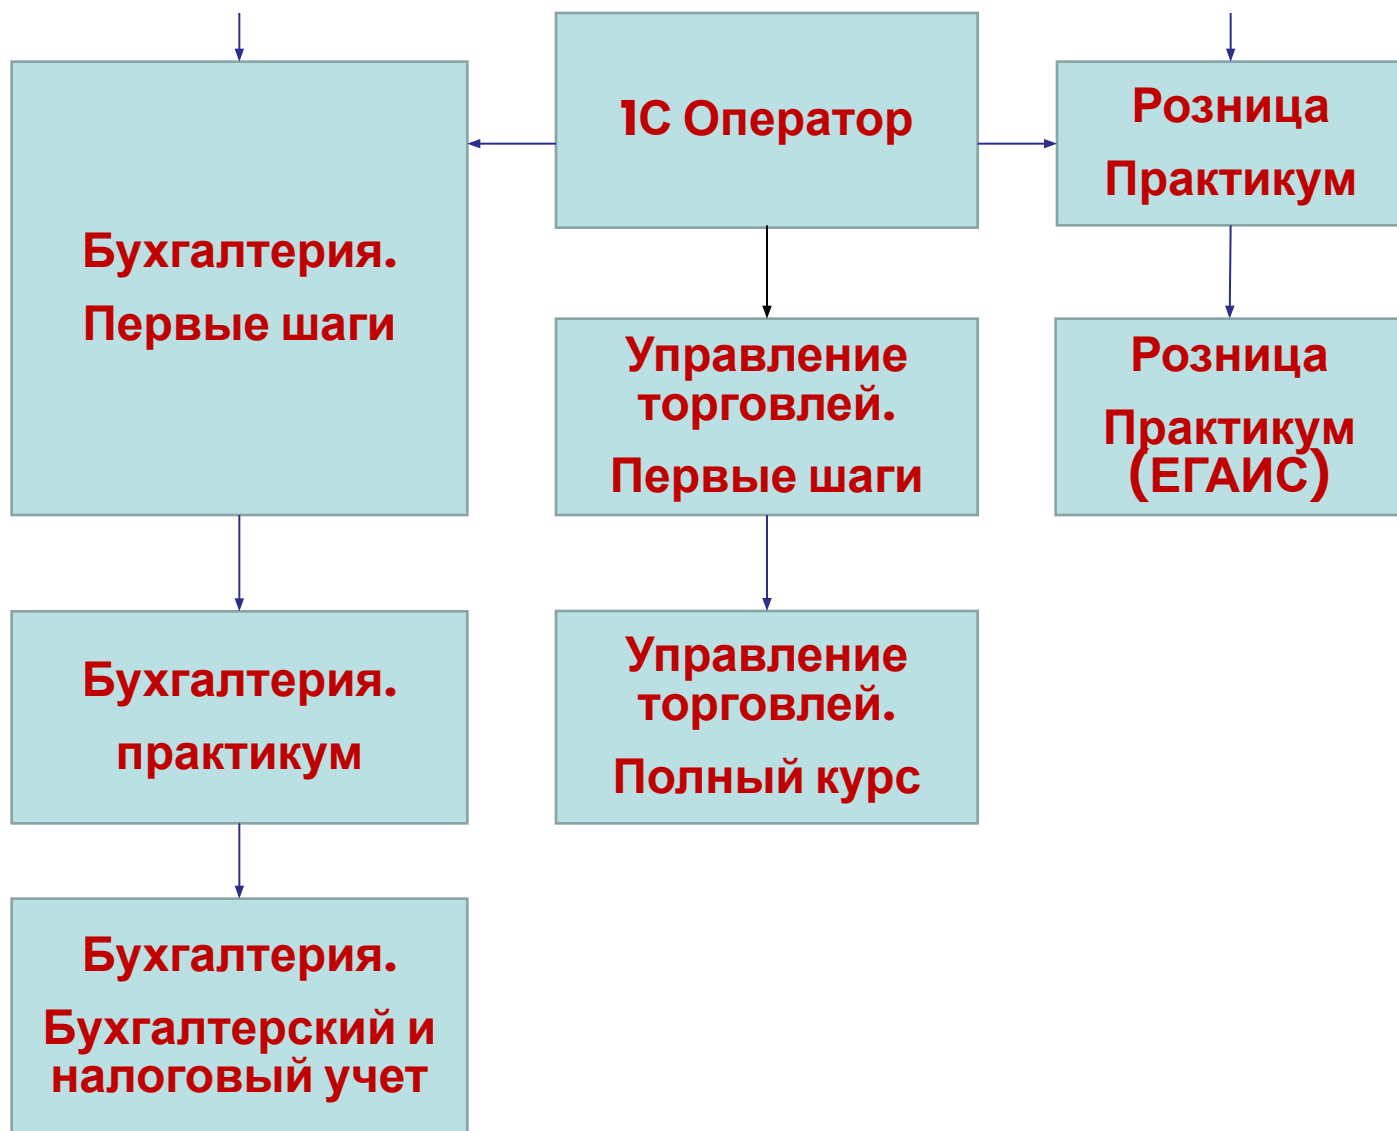 1С Оператор
Розница
Практикум
Бухгалтерия.
Первые шаги
Управление
торговлей.
Первые шаги
Розница
Практикум
(ЕГАИС)
Бухгалтерия.
практикум
Управление
торговлей.
Полный курс
Бухгалтерия.
Бухгалтерский и
налоговый учет